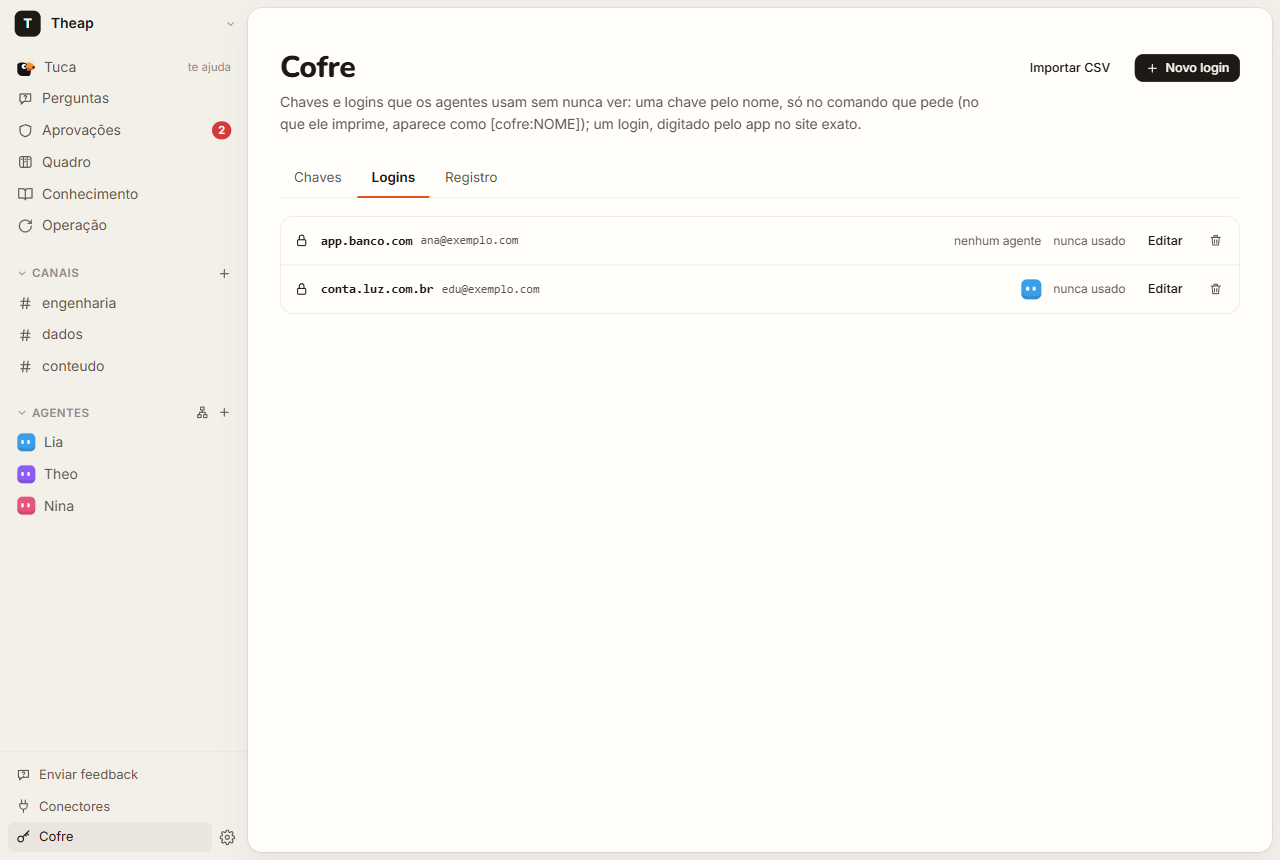 T Theap
Tuca te ajuda
Perguntas
Aprovações 2
Quadro
Conhecimento
Operação
CANAIS
# engenharia
# dados
# conteudo
AGENTES
Lia
Theo
Nina
Enviar feedback
Conectores
Cofre
Cofre
Importar CSV
+ Novo login
Chaves e logins que os agentes usam sem nunca ver: uma chave pelo nome, só no comando que pede (no
que ele imprime, aparece como [cofre:NOME]); um login, digitado pelo app no site exato.
Chaves Logins Registro
app.banco.com ana@exemplo.com nenhum agente nunca usado Editar
conta.luz.com.br edu@exemplo.com nunca usado Editar